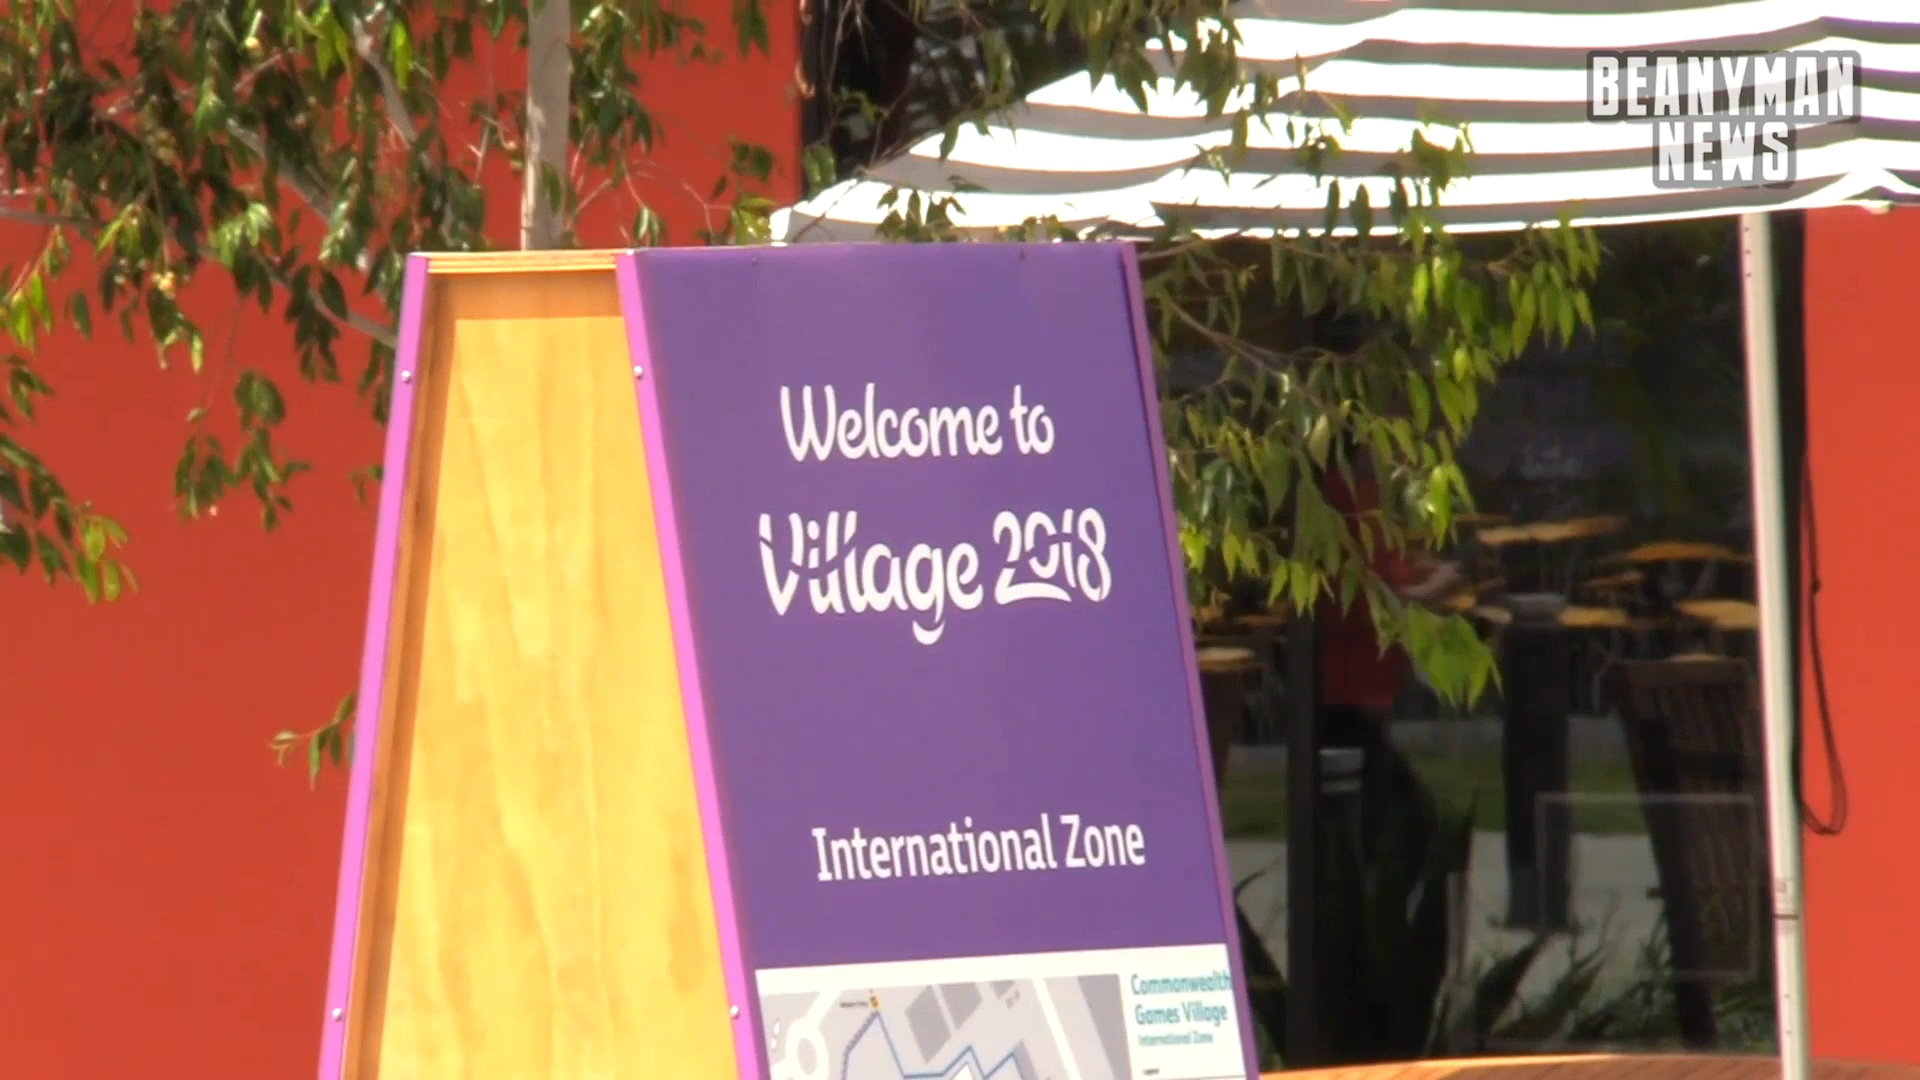 BEANYMAN
NEWS
Welcome to
Village 2018
International Zone
Commonwealth
Games Village
International Zone